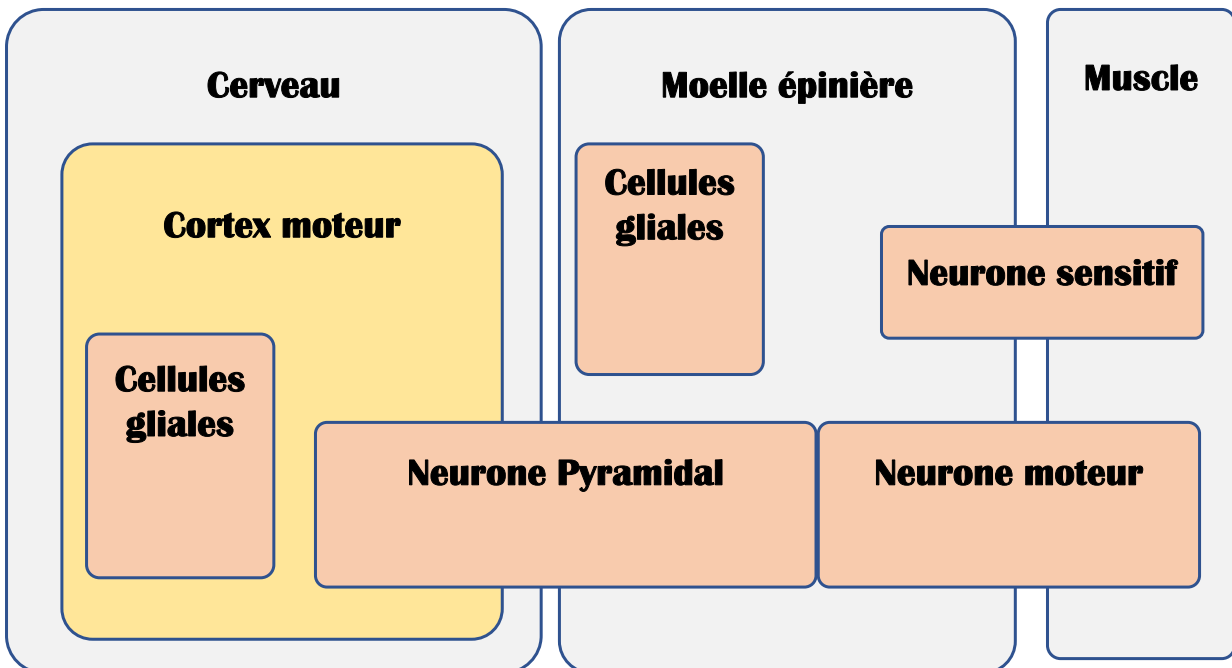 Cerveau
Moelle épinière
Muscle
Cortex moteur
Cellules
gliales
Cellules
gliales
Neurone sensitif
Neurone Pyramidal
Neurone moteur